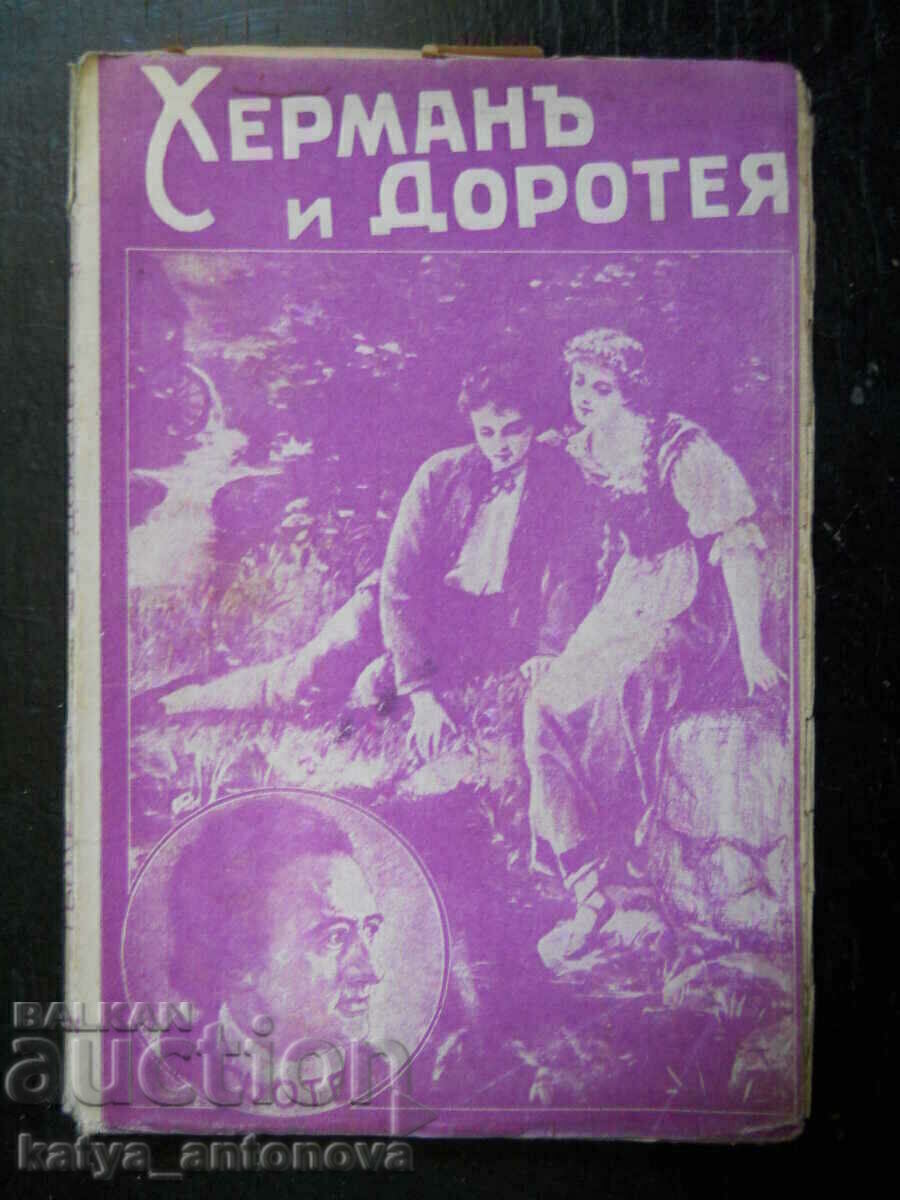 Херманъ
и Доротея
BALKAN
auction
katya_antonova